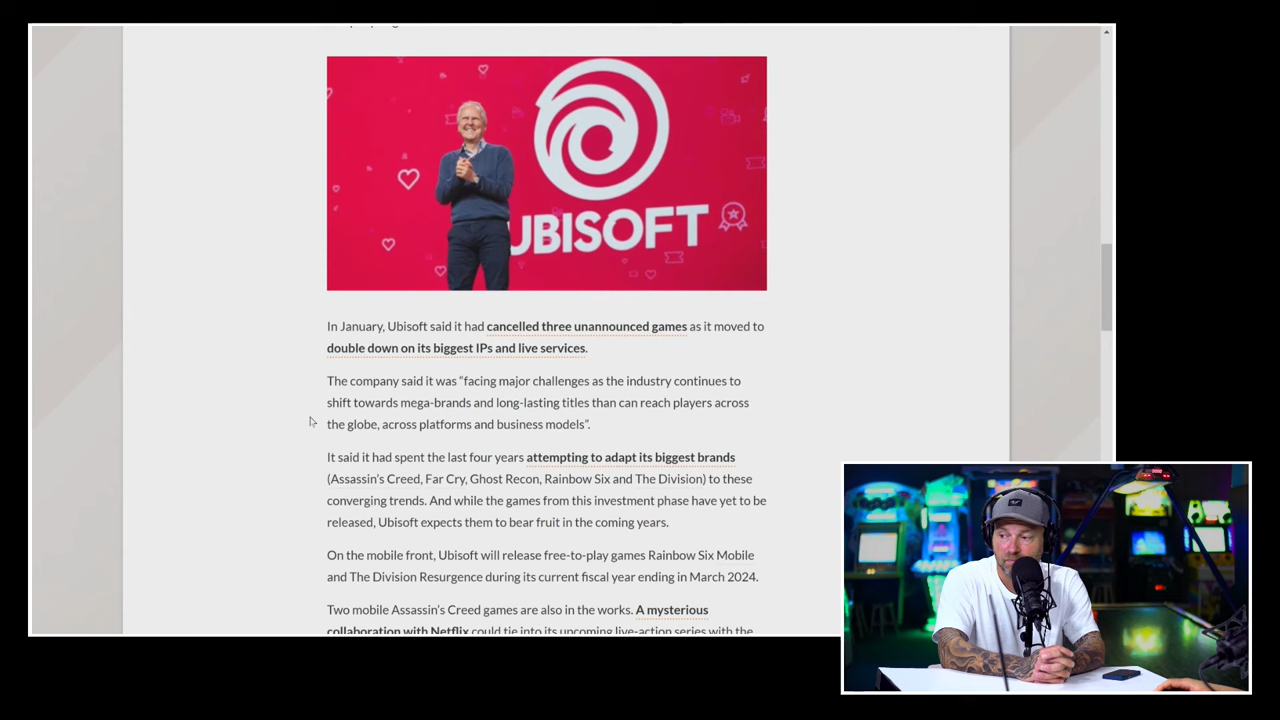 UBISOFT
In January, Ubisoft said it had cancelled three unannounced games as it moved to
double down on its biggest IPs and live services.
The company said it was “facing major challenges as the industry continues to
shift towards mega-brands and long-lasting titles than can reach players across
the globe, across platforms and business models”.
It said it had spent the last four years attempting to adapt its biggest brands
(Assassin’s Creed, Far Cry, Ghost Recon, Rainbow Six and The Division) to these
converging trends. And while the games from this investment phase have yet to be
released, Ubisoft expects them to bear fruit in the coming years.
On the mobile front, Ubisoft will release free-to-play games Rainbow Six Mobile
and The Division Resurgence during its current fiscal year ending in March 2024.
Two mobile Assassin’s Creed games are also in the works. A mysterious
collaboration with Netflix could tie into its upcoming live-action series with the